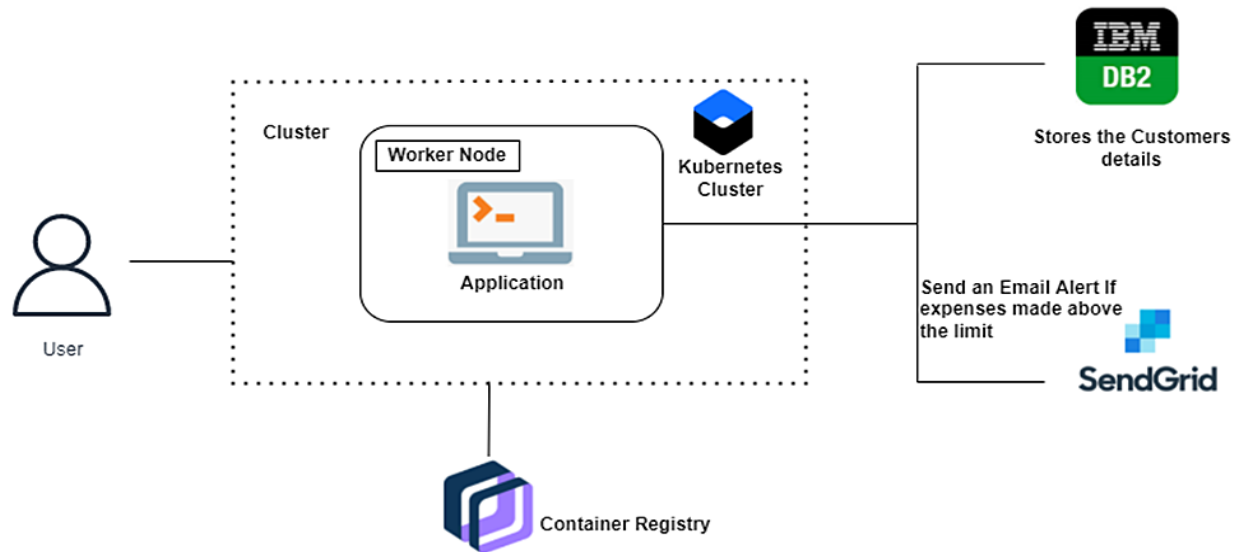 IBM
DB2
Stores the Customers
details
Cluster
Worker Node
Kubernetes
Cluster
Application
User
Send an Email Alert If
expenses made above
the limit
SendGrid
Container Registry